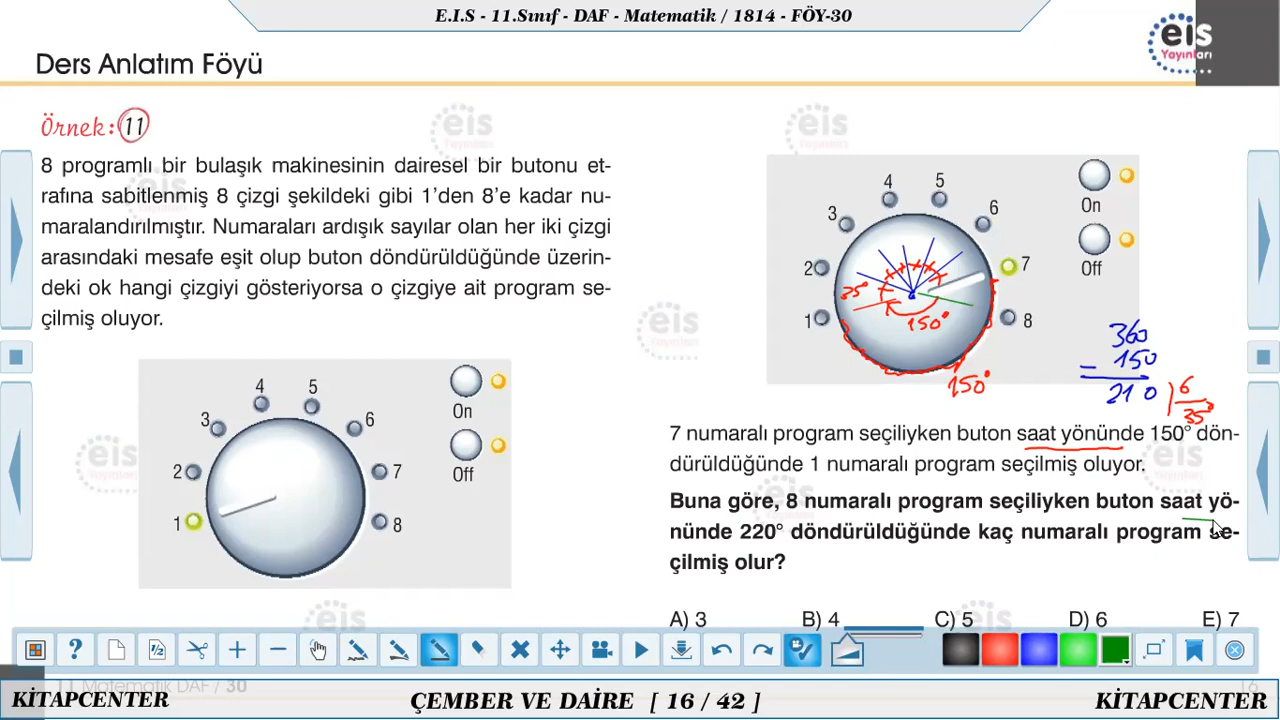 E.I.S - 11.Sınıf - DAF - Matematik / 1814 - FÖY-30
eis
Yayınları
Ders Anlatım Föyü
Örnek: 11
8 programlı bir bulaşık makinesinin dairesel bir butonu et-
rafına sabitlenmiş 8 çizgi şekildeki gibi 1’den 8’e kadar nu-
maralandırılmıştır. Numaraları ardışık sayılar olan her iki çizgi
arasındaki mesafe eşit olup buton döndürüldüğünde üzerin-
deki ok hangi çizgiyi gösteriyorsa o çizgiye ait program se-
çilmiş oluyor.
1
2
3
4
5
6
7
8
On
Off
1
2
3
4
5
6
7
8
On
Off
35°
150°
150°
360
- 150
210 | 6
35°
7 numaralı program seçiliyken buton saat yönünde 150° dön-
dürüldüğünde 1 numaralı program seçilmiş oluyor.
Buna göre, 8 numaralı program seçiliyken buton saat yö-
nünde 220° döndürüldüğünde kaç numaralı program se-
çilmiş olur?
A) 3 B) 4 C) 5 D) 6 E) 7
11 Matematik DAF / 30
16
KİTAPCENTER
ÇEMBER VE DAİRE [ 16 / 42 ]
KİTAPCENTER